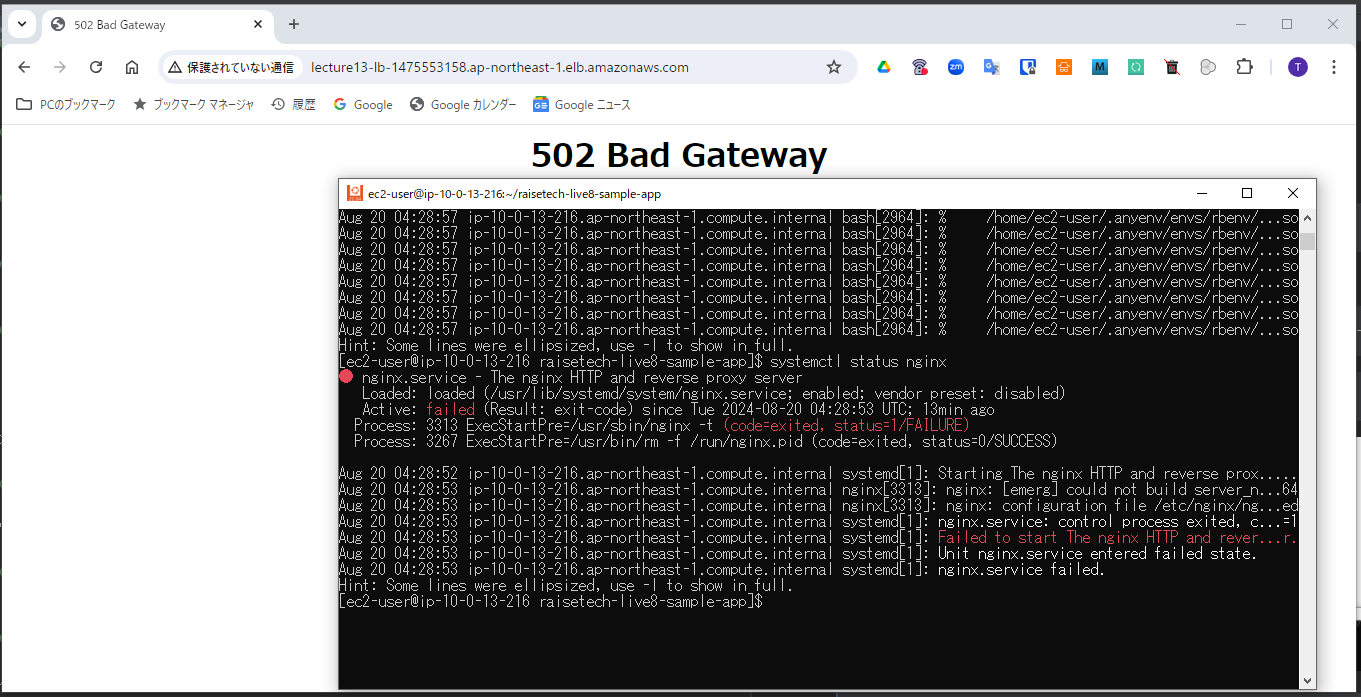 502 Bad Gateway
保護されていない通信
lecture13-lb-1475553158.ap-northeast-1.elb.amazonaws.com
zm
M
T
PCのブックマーク
ブックマーク マネージャ
履歴
Google
Google カレンダー
Google ニュース
502 Bad Gateway
ec2-user@ip-10-0-13-216:~/raisetech-live8-sample-app
Aug 20 04:28:57 ip-10-0-13-216.ap-northeast-1.compute.internal bash[2964]: %     /home/ec2-user/.anyenv/envs/rbenv/...so
Aug 20 04:28:57 ip-10-0-13-216.ap-northeast-1.compute.internal bash[2964]: %     /home/ec2-user/.anyenv/envs/rbenv/...so
Aug 20 04:28:57 ip-10-0-13-216.ap-northeast-1.compute.internal bash[2964]: %     /home/ec2-user/.anyenv/envs/rbenv/...so
Aug 20 04:28:57 ip-10-0-13-216.ap-northeast-1.compute.internal bash[2964]: %     /home/ec2-user/.anyenv/envs/rbenv/...so
Aug 20 04:28:57 ip-10-0-13-216.ap-northeast-1.compute.internal bash[2964]: %     /home/ec2-user/.anyenv/envs/rbenv/...so
Aug 20 04:28:57 ip-10-0-13-216.ap-northeast-1.compute.internal bash[2964]: %     /home/ec2-user/.anyenv/envs/rbenv/...so
Aug 20 04:28:57 ip-10-0-13-216.ap-northeast-1.compute.internal bash[2964]: %     /home/ec2-user/.anyenv/envs/rbenv/...so
Aug 20 04:28:57 ip-10-0-13-216.ap-northeast-1.compute.internal bash[2964]: %     /home/ec2-user/.anyenv/envs/rbenv/...so
Hint: Some lines were ellipsized, use -l to show in full.
[ec2-user@ip-10-0-13-216 raisetech-live8-sample-app]$ systemctl status nginx
● nginx.service - The nginx HTTP and reverse proxy server
Loaded: loaded (/usr/lib/systemd/system/nginx.service; enabled; vendor preset: disabled)
Active: failed (Result: exit-code) since Tue 2024-08-20 04:28:53 UTC; 13min ago
Process: 3313 ExecStartPre=/usr/sbin/nginx -t (code=exited, status=1/FAILURE)
Process: 3267 ExecStartPre=/usr/bin/rm -f /run/nginx.pid (code=exited, status=0/SUCCESS)
Aug 20 04:28:52 ip-10-0-13-216.ap-northeast-1.compute.internal systemd[1]: Starting The nginx HTTP and reverse prox.....
Aug 20 04:28:53 ip-10-0-13-216.ap-northeast-1.compute.internal nginx[3313]: nginx: [emerg] could not build server_n...64
Aug 20 04:28:53 ip-10-0-13-216.ap-northeast-1.compute.internal nginx[3313]: nginx: configuration file /etc/nginx/ng...ed
Aug 20 04:28:53 ip-10-0-13-216.ap-northeast-1.compute.internal systemd[1]: nginx.service: control process exited, c...=1
Aug 20 04:28:53 ip-10-0-13-216.ap-northeast-1.compute.internal systemd[1]: Failed to start The nginx HTTP and rever...r.
Aug 20 04:28:53 ip-10-0-13-216.ap-northeast-1.compute.internal systemd[1]: Unit nginx.service entered failed state.
Aug 20 04:28:53 ip-10-0-13-216.ap-northeast-1.compute.internal systemd[1]: nginx.service failed.
Hint: Some lines were ellipsized, use -l to show in full.
[ec2-user@ip-10-0-13-216 raisetech-live8-sample-app]$